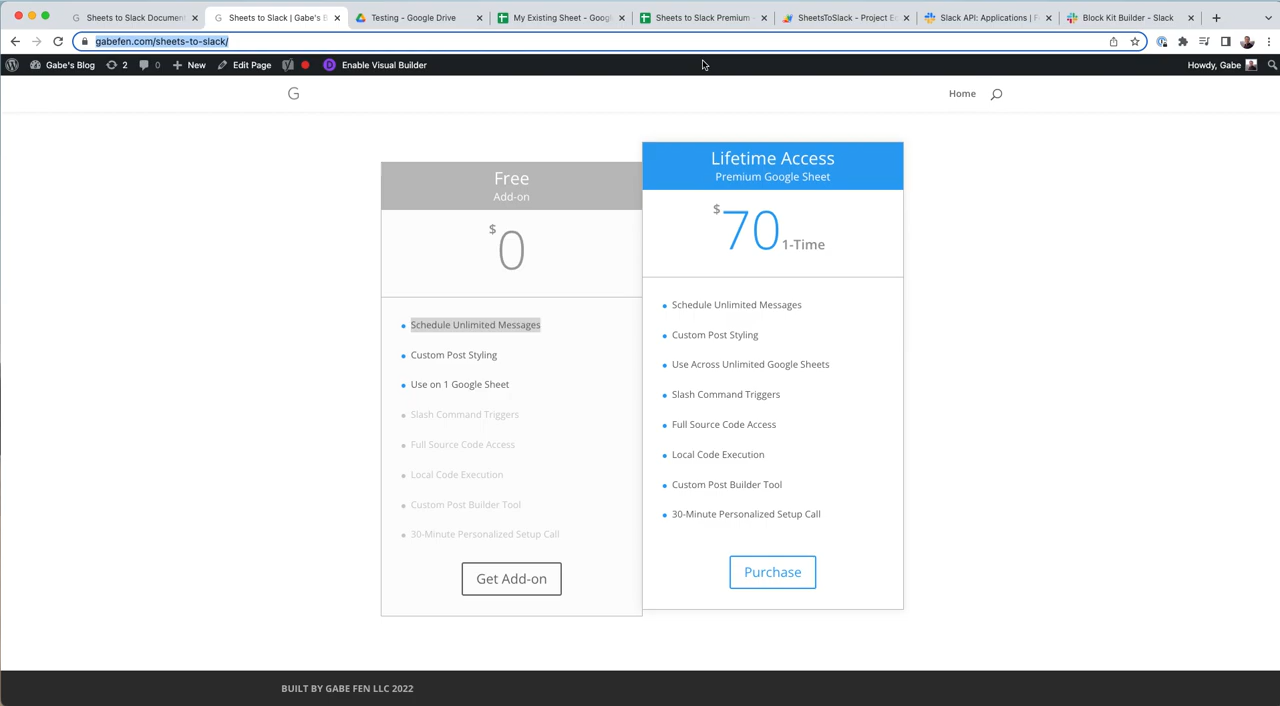 Sheets to Slack Document
Sheets to Slack | Gabe's B
Testing - Google Drive
My Existing Sheet - Goog
Sheets to Slack Premium -
SheetsToSlack - Project E
Slack API: Applications |
Block Kit Builder - Slack
gabefen.com/sheets-to-slack/
Gabe's Blog 2 0 New Edit Page Enable Visual Builder Howdy, Gabe
G Home
Free
Add-on
$0
Schedule Unlimited Messages
Custom Post Styling
Use on 1 Google Sheet
Slash Command Triggers
Full Source Code Access
Local Code Execution
Custom Post Builder Tool
30-Minute Personalized Setup Call
Get Add-on
Lifetime Access
Premium Google Sheet
$70 1-Time
Schedule Unlimited Messages
Custom Post Styling
Use Across Unlimited Google Sheets
Slash Command Triggers
Full Source Code Access
Local Code Execution
Custom Post Builder Tool
30-Minute Personalized Setup Call
Purchase
BUILT BY GABE FEN LLC 2022